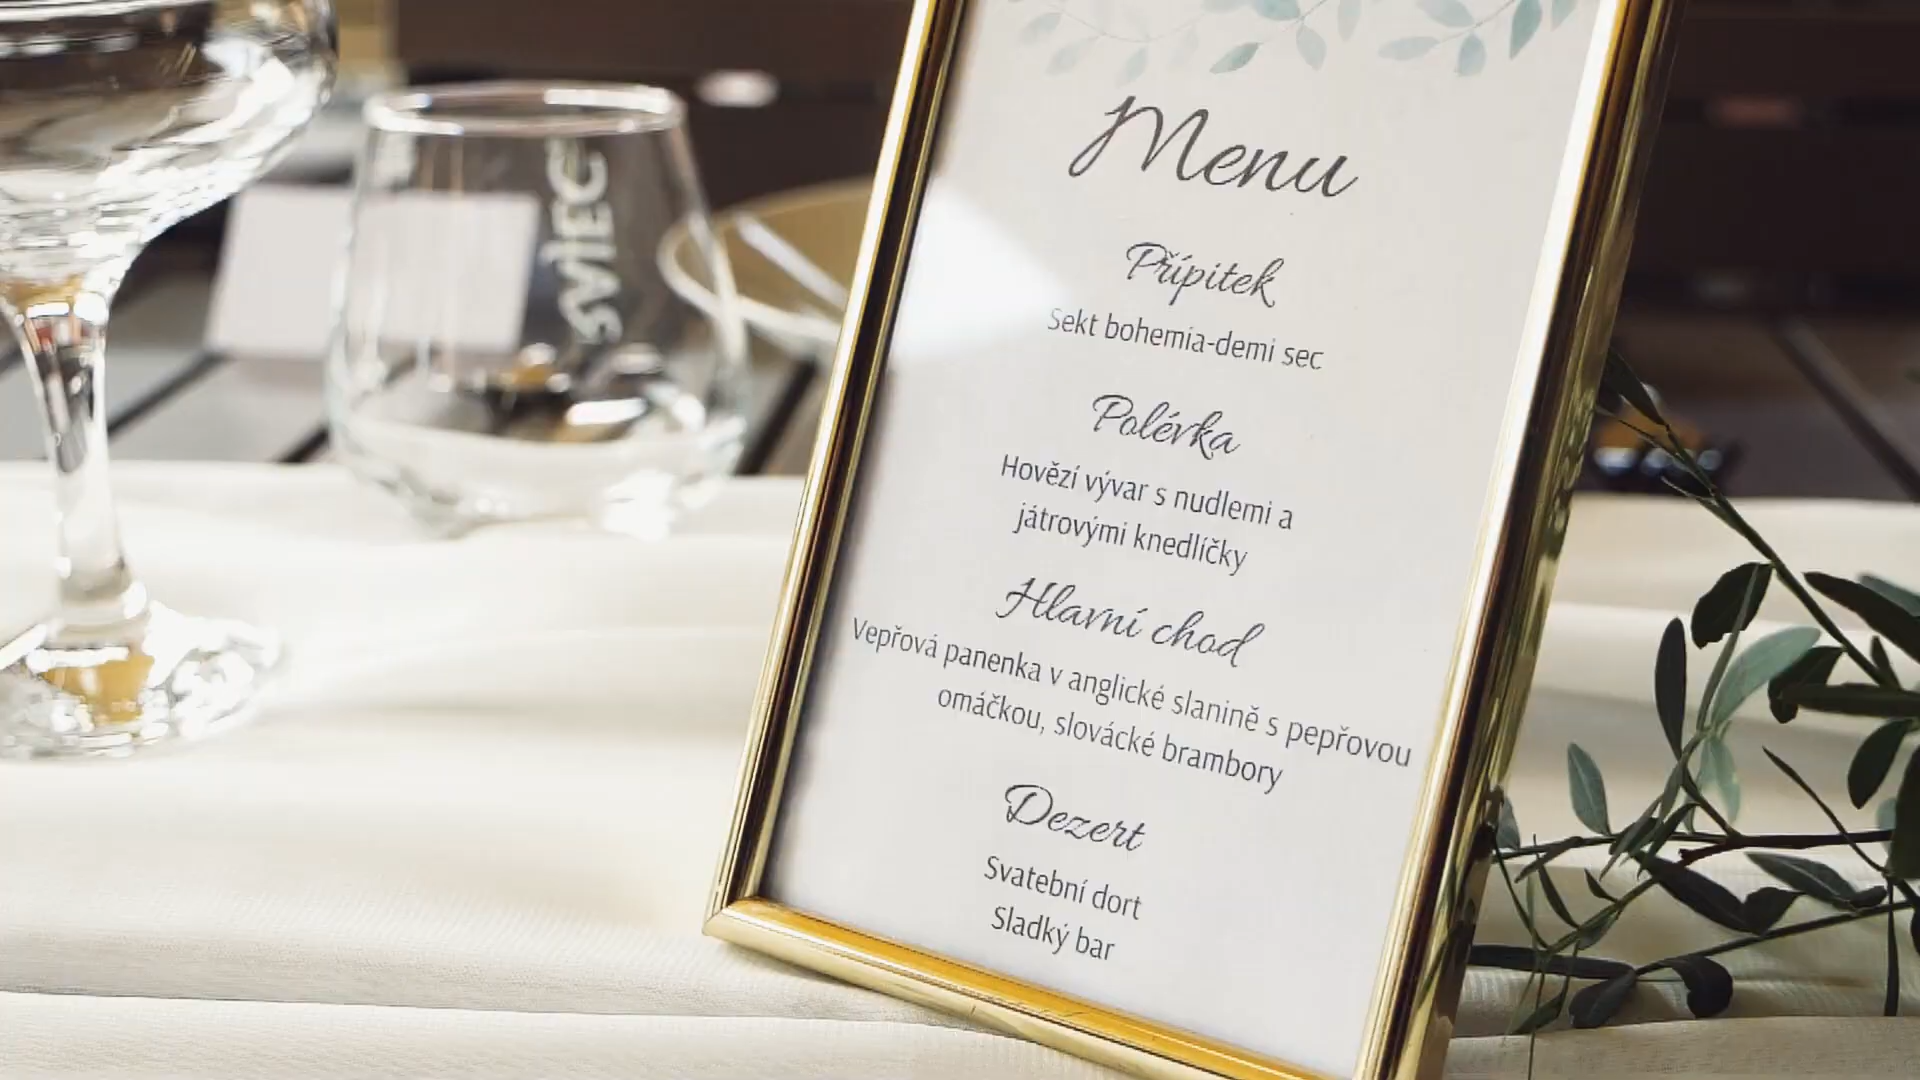 SVIEC
Menu
Přípitek
Sekt bohemia-demi sec
Polévka
Hovězí vývar s nudlemi a
játrovými knedlíčky
Hlavní chod
Vepřová panenka v anglické slanině s pepřovou
omáčkou, slovácké brambory
Dezert
Svatební dort
Sladký bar